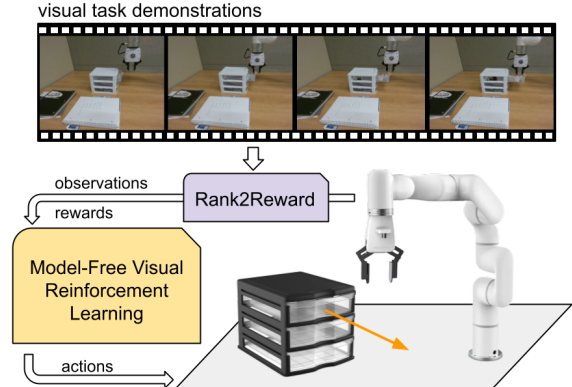 visual task demonstrations
observations
rewards
Rank2Reward
Model-Free Visual
Reinforcement
Learning
actions